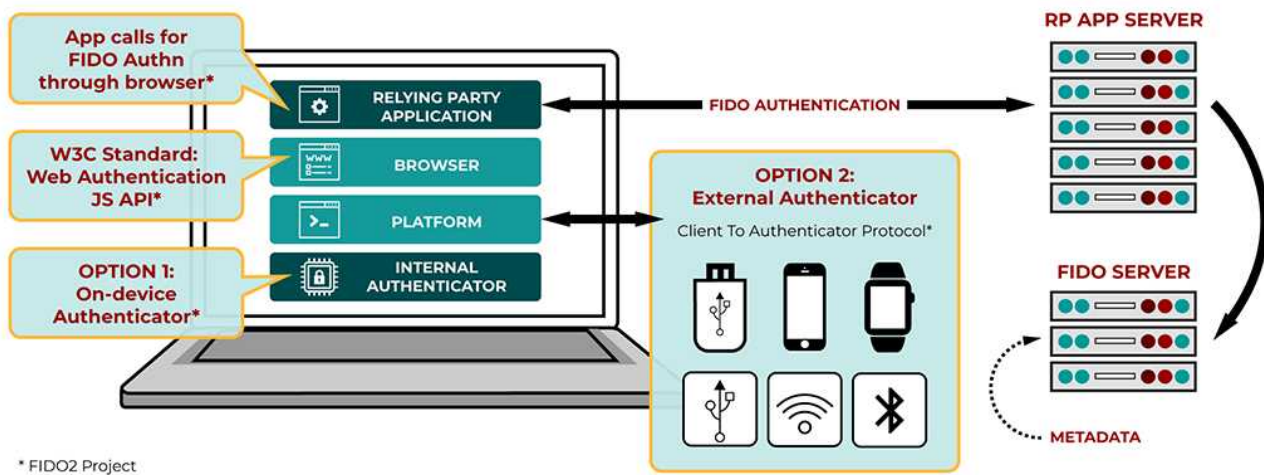 App calls for
FIDO Authn
through browser*
W3C Standard:
Web Authentication
JS API*
OPTION 1:
On-device
Authenticator*
RELYING PARTY
APPLICATION
WWW
BROWSER
PLATFORM
INTERNAL
AUTHENTICATOR
FIDO AUTHENTICATION
OPTION 2:
External Authenticator
Client To Authenticator Protocol*
RP APP SERVER
FIDO SERVER
METADATA
* FIDO2 Project